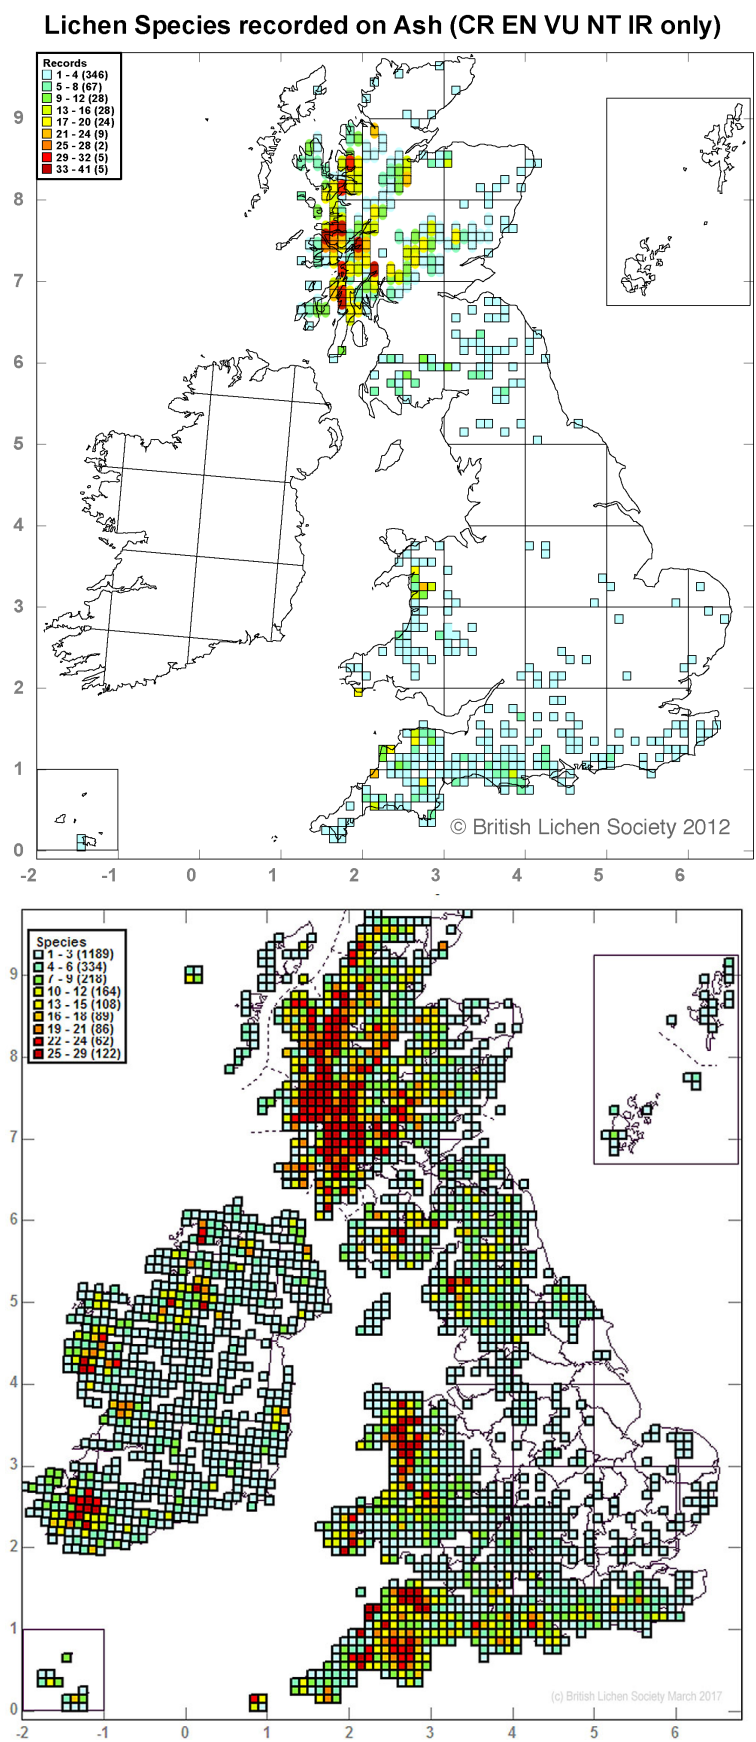 Lichen Species recorded on Ash (CR EN VU NT IR only)
Records
1 - 4 (346)
5 - 8 (67)
9 - 12 (28)
13 - 16 (28)
17 - 20 (24)
21 - 24 (9)
25 - 28 (2)
29 - 32 (5)
33 - 41 (5)
9
8
7
6
5
4
3
2
1
0
© British Lichen Society 2012
-2 -1 0 1 2 3 4 5 6
Species
1 - 3 (1189)
4 - 6 (334)
7 - 9 (218)
10 - 12 (164)
13 - 15 (108)
16 - 18 (89)
19 - 21 (86)
22 - 24 (62)
25 - 29 (122)
9
8
7
6
5
4
3
2
1
0
(c) British Lichen Society March 2017
-2 -1 0 1 2 3 4 5 6